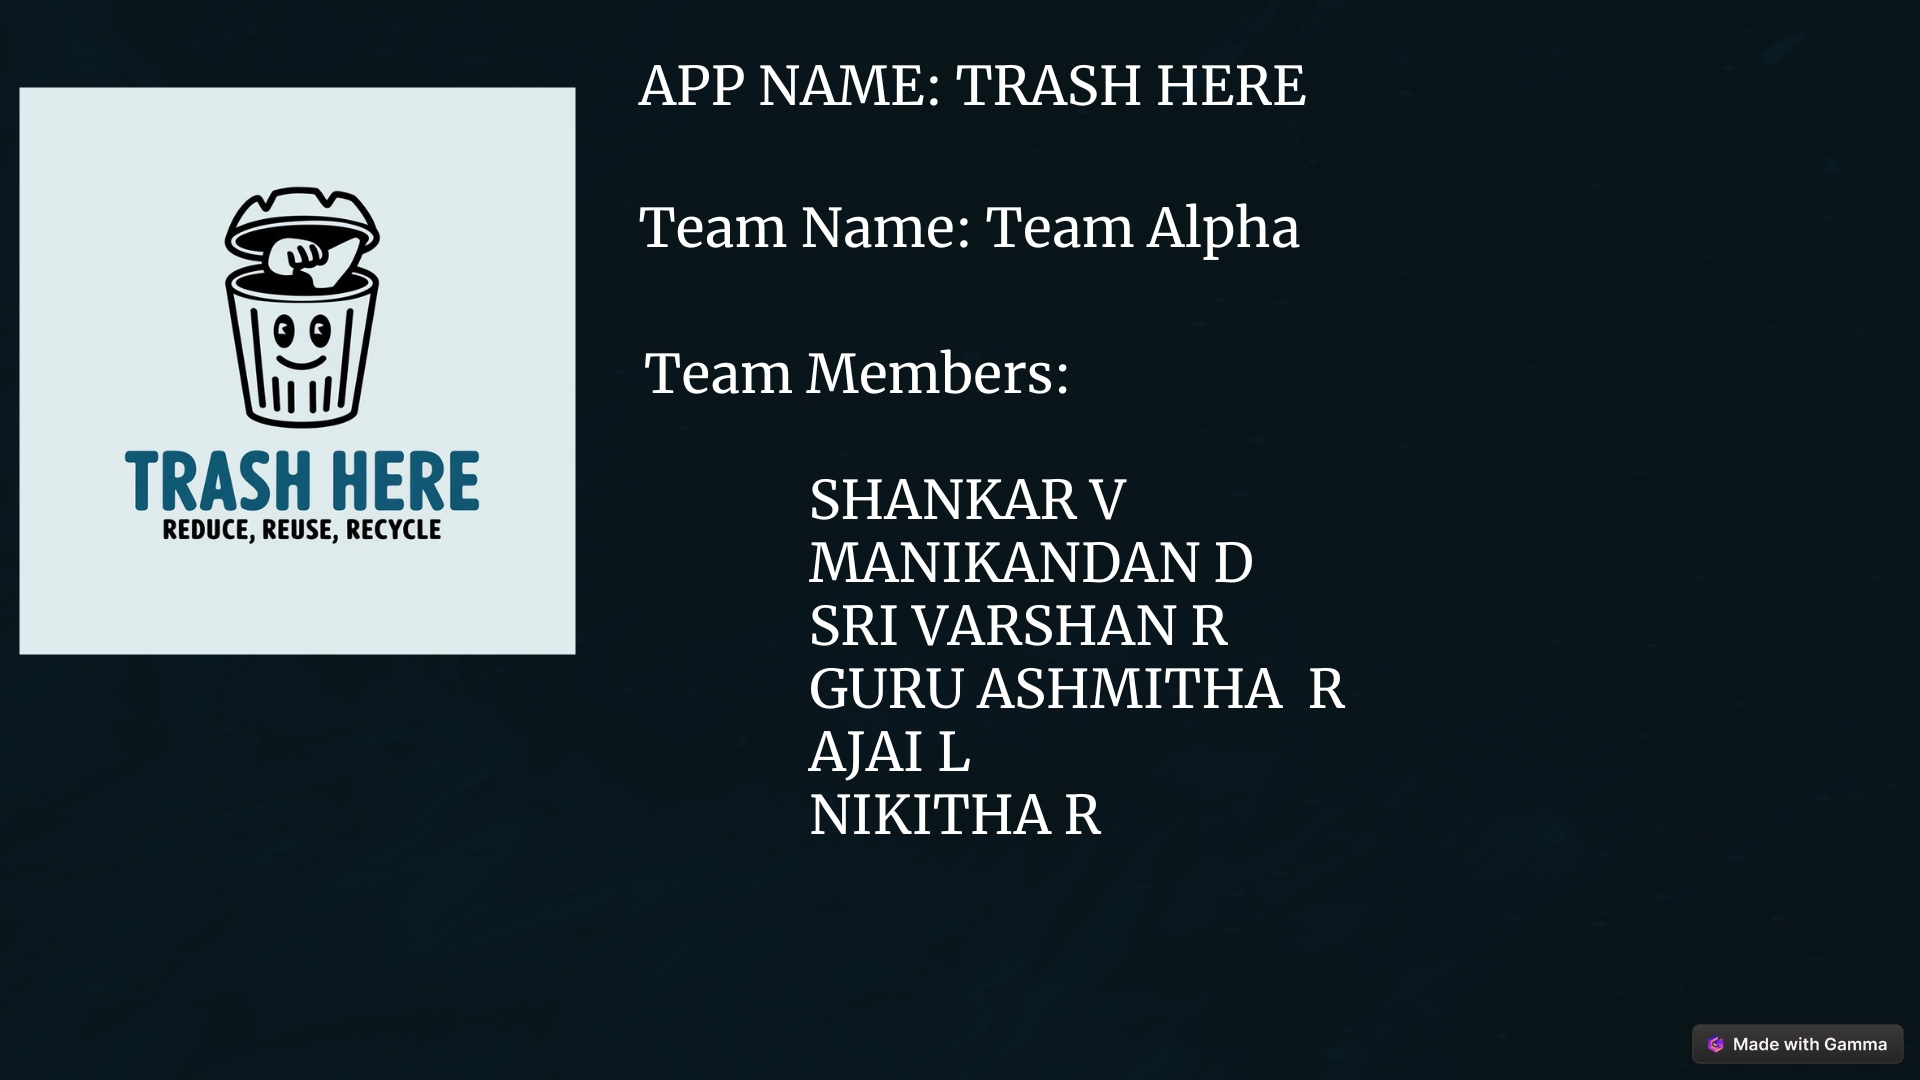 TRASH HERE
REDUCE, REUSE, RECYCLE
APP NAME: TRASH HERE
Team Name: Team Alpha
Team Members:
SHANKAR V
MANIKANDAN D
SRI VARSHAN R
GURU ASHMITHA  R
AJAI L
NIKITHA R
Made with Gamma